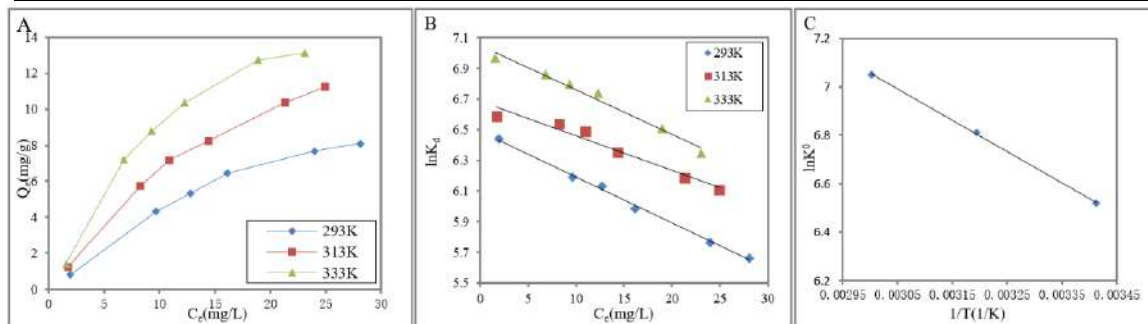 A
14
12
10
8
6
4
2
0
Qe(mg/g)
0 5 10 15 20 25 30
Ce(mg/L)
293K
313K
333K
B
7.1
6.9
6.7
6.5
6.3
6.1
5.9
5.7
5.5
lnKd
0 5 10 15 20 25 30
Ce(mg/L)
293K
313K
333K
C
7.2
7
6.8
6.6
6.4
6.2
lnK0
0.00295 0.00305 0.00315 0.00325 0.00335 0.00345
1/T(1/K)